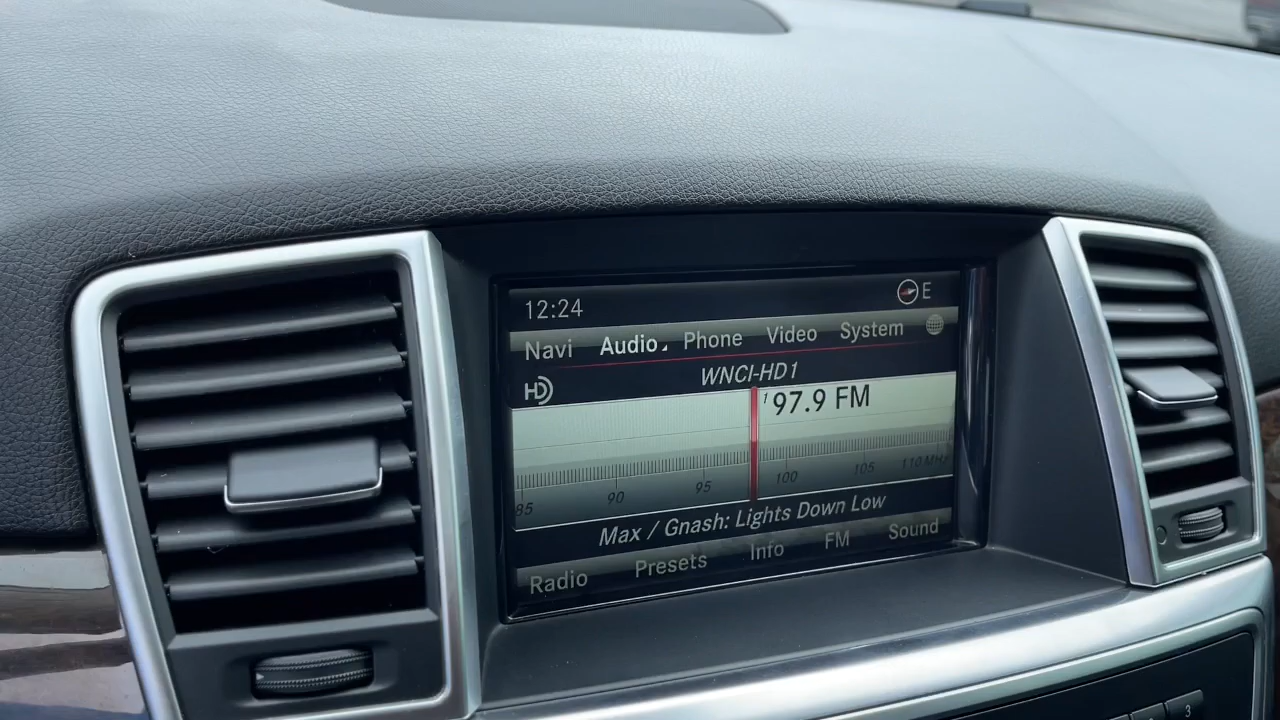 12:24 E
Navi Audio Phone Video System
HD WNCI-HD1
1 97.9 FM
85 90 95 100 105 110 MHz
Max / Gnash: Lights Down Low
Radio Presets Info FM Sound
3